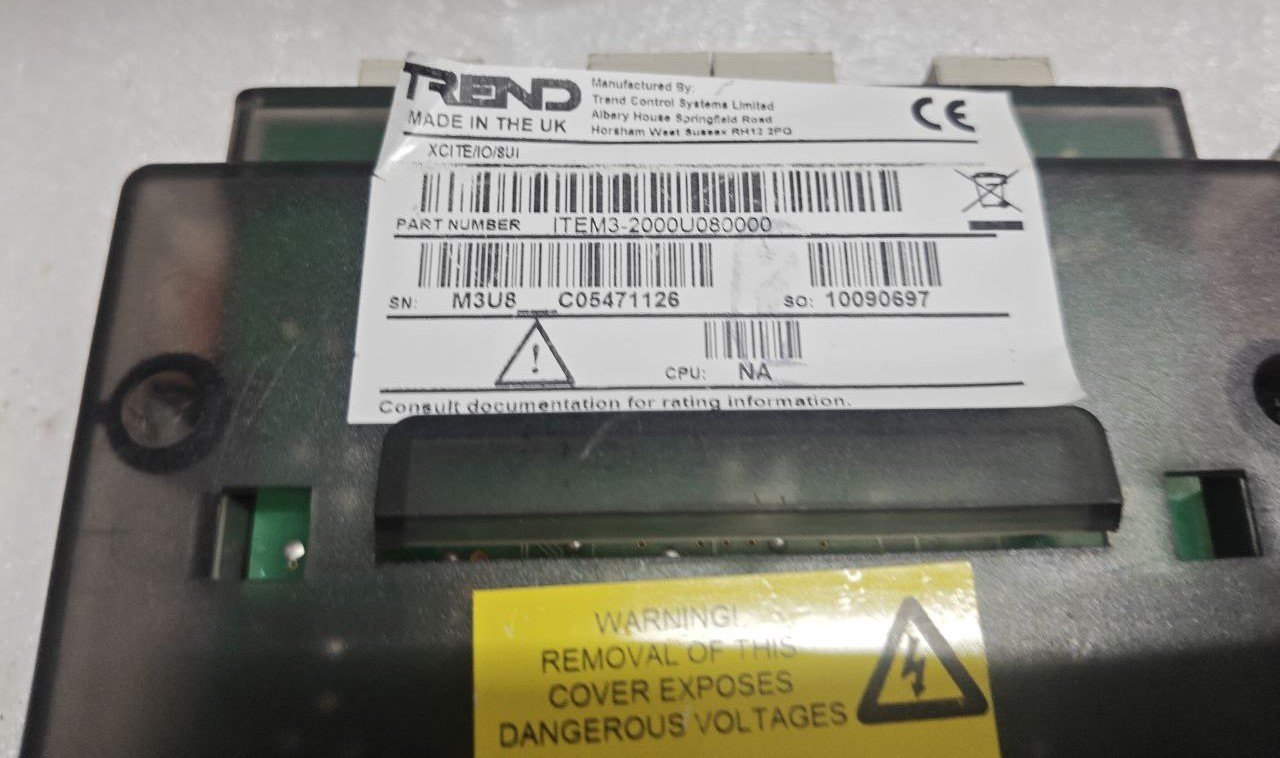 TREND
MADE IN THE UK
Manufactured By:
Trend Control Systems Limited
Albery House Springfield Road
Horsham West Sussex RH12 2PQ
CE
XCITE/IO/8UI
PART NUMBER ITEM3-2000U080000
SN: M3U8 C05471126 SO: 10090697
!
CPU: NA
Consult documentation for rating information.
WARNING!
REMOVAL OF THIS
COVER EXPOSES
DANGEROUS VOLTAGES